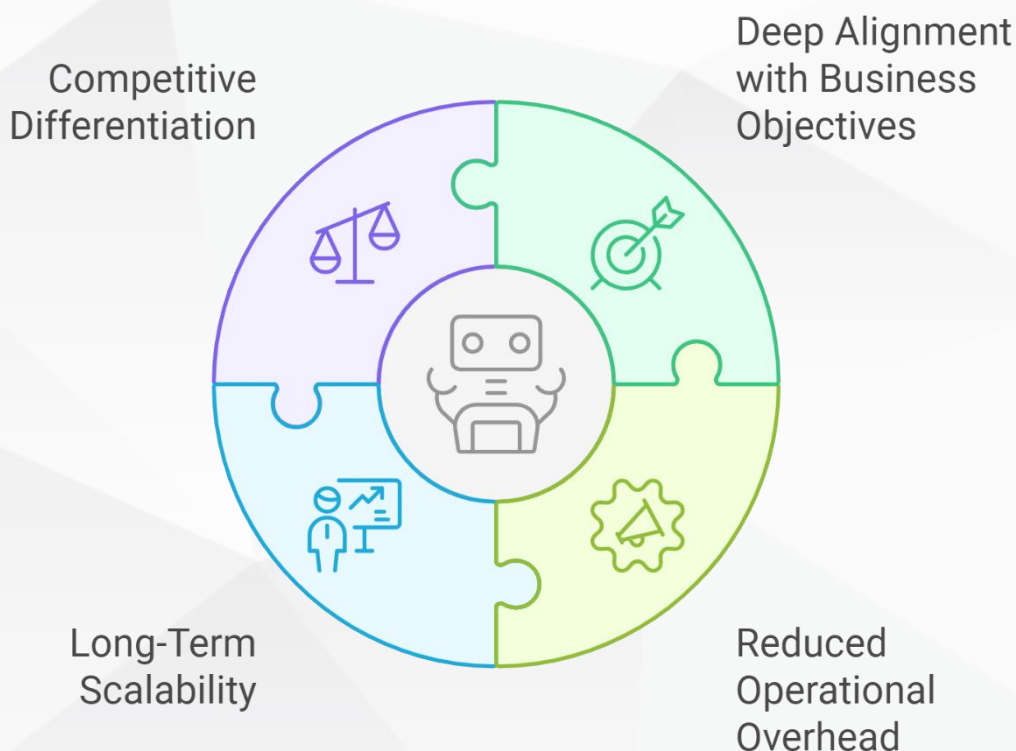 Competitive
Differentiation
Deep Alignment
with Business
Objectives
Long-Term
Scalability
Reduced
Operational
Overhead